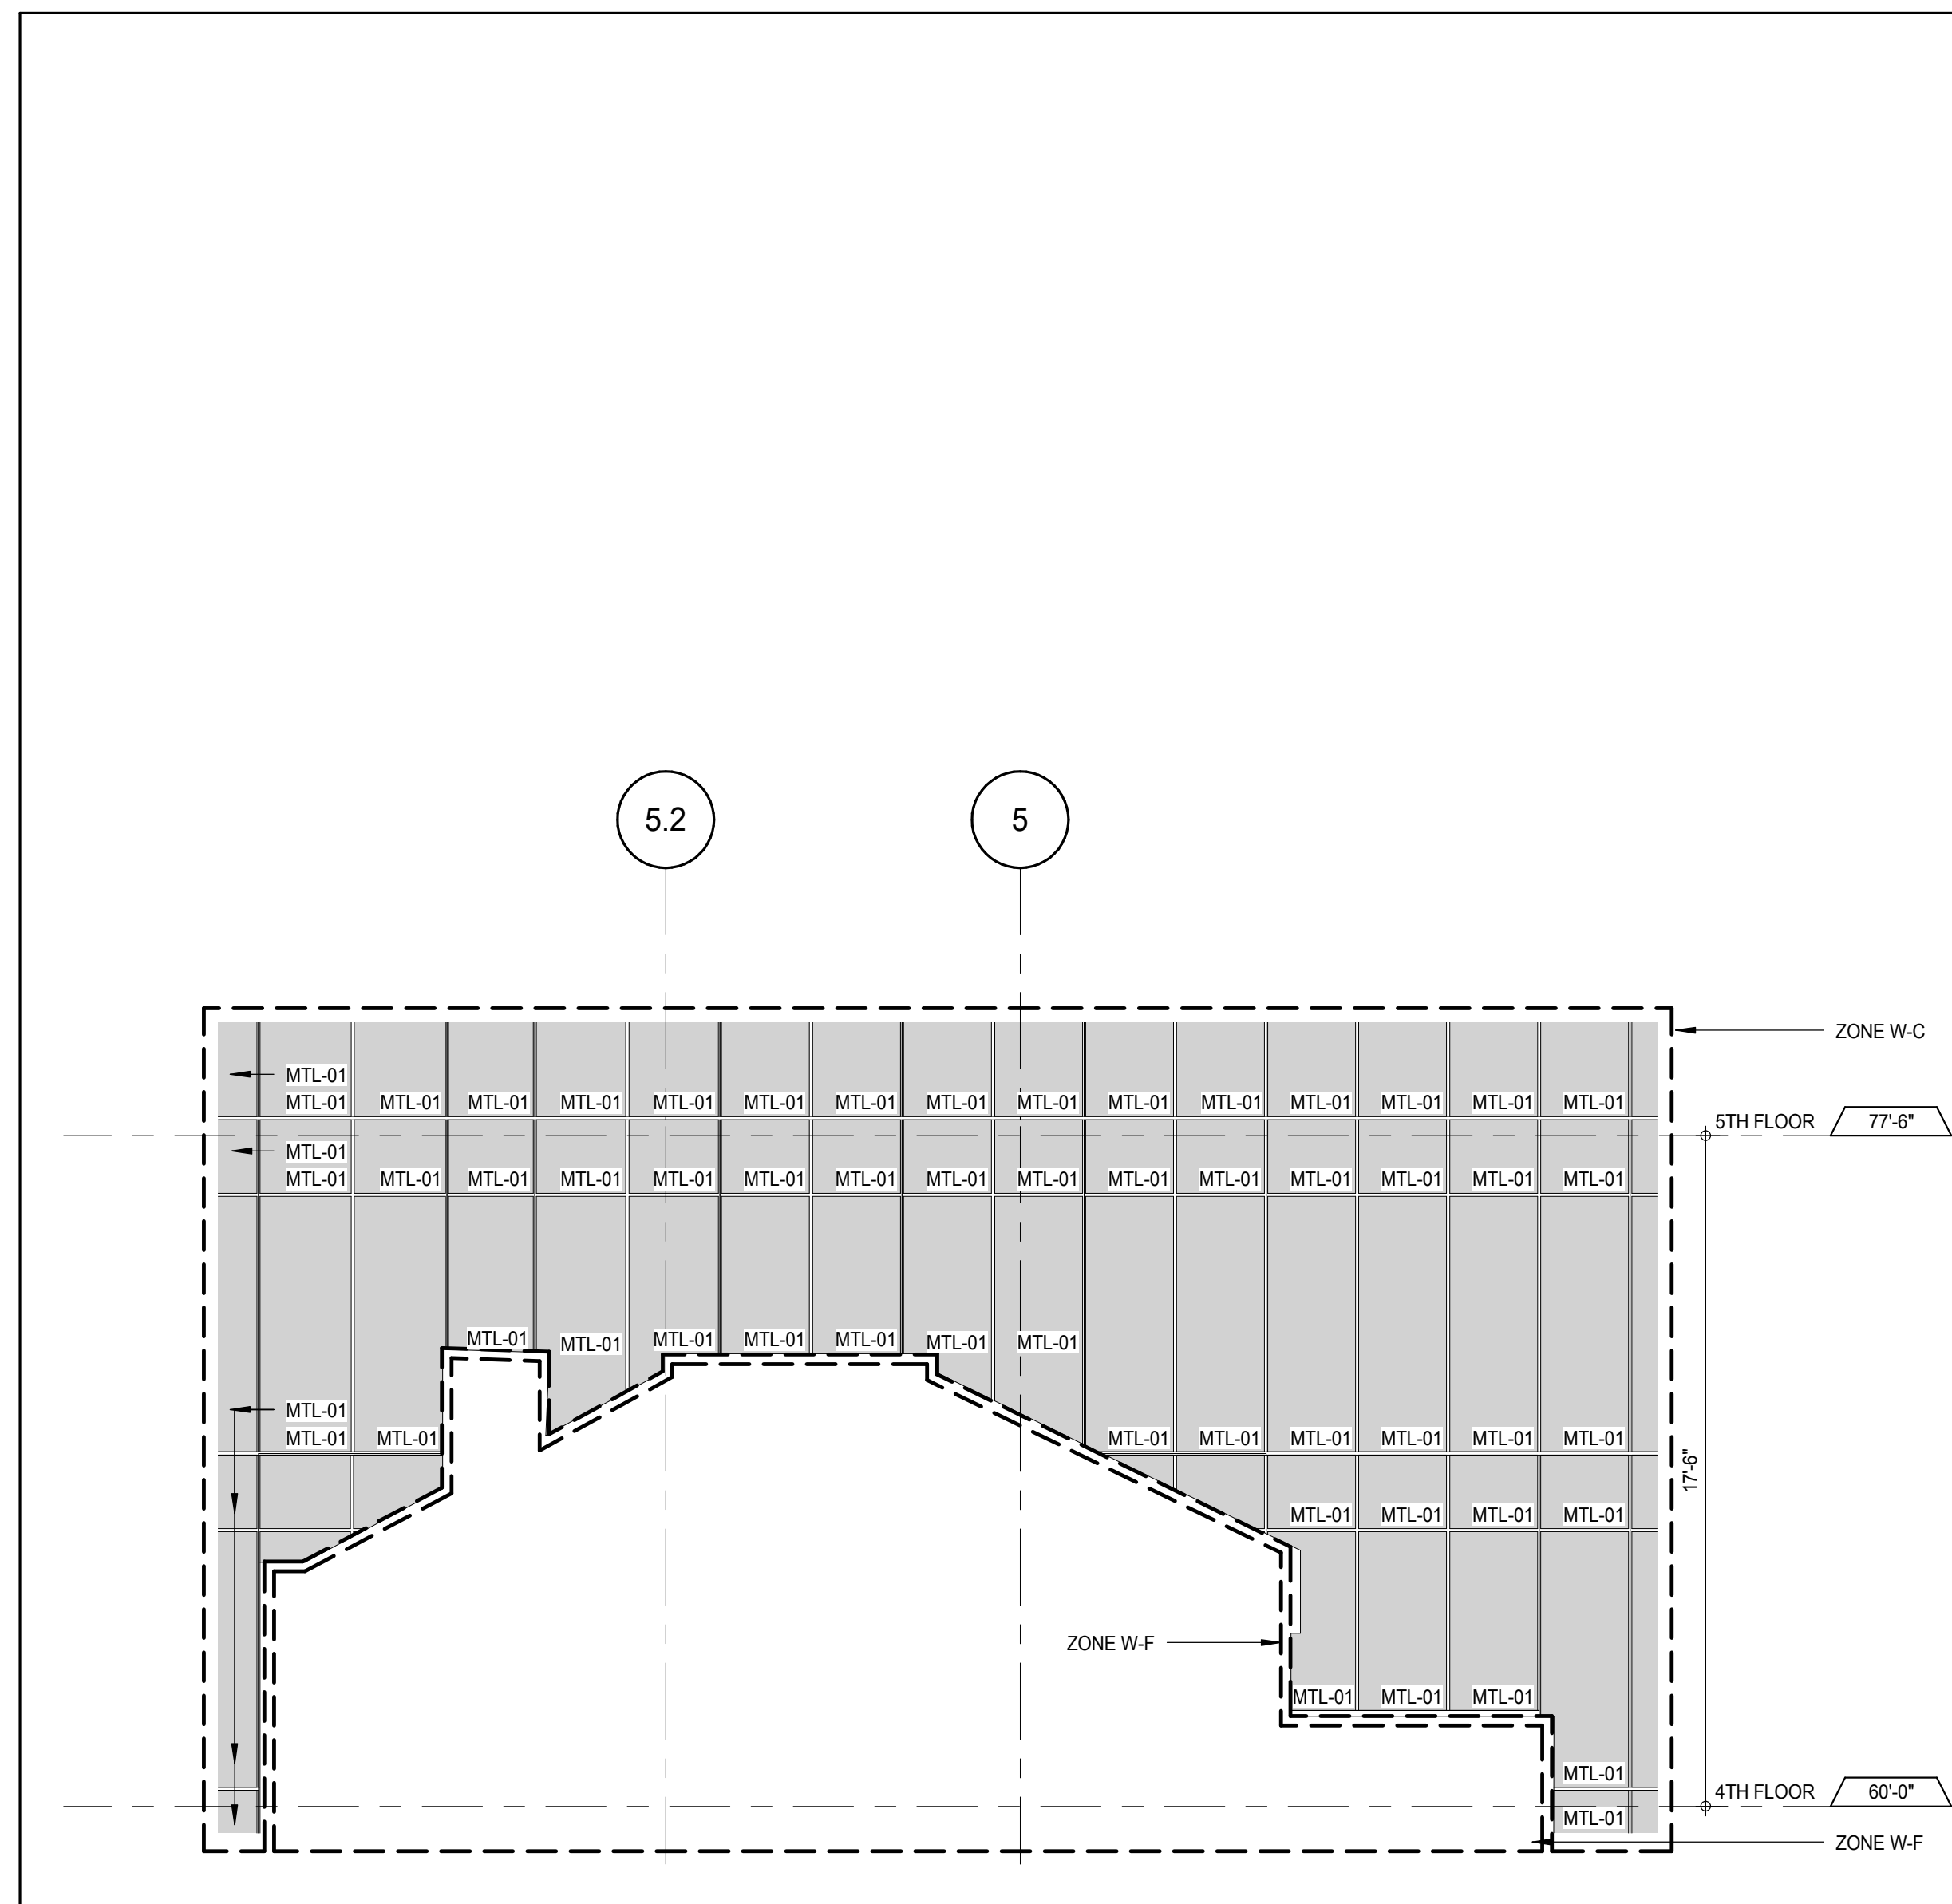 5.2 5
ZONE W-C
MTL-01
MTL-01 MTL-01 MTL-01 MTL-01 MTL-01 MTL-01 MTL-01 MTL-01 MTL-01 MTL-01 MTL-01 MTL-01 MTL-01 MTL-01 MTL-01
5TH FLOOR 77'-6"
MTL-01
MTL-01 MTL-01 MTL-01 MTL-01 MTL-01 MTL-01 MTL-01 MTL-01 MTL-01 MTL-01 MTL-01 MTL-01 MTL-01 MTL-01 MTL-01
MTL-01 MTL-01 MTL-01 MTL-01 MTL-01 MTL-01 MTL-01
MTL-01
MTL-01 MTL-01 MTL-01 MTL-01 MTL-01 MTL-01 MTL-01 MTL-01
17'-6"
MTL-01 MTL-01 MTL-01 MTL-01
ZONE W-F
MTL-01 MTL-01 MTL-01
MTL-01
4TH FLOOR 60'-0"
MTL-01
ZONE W-F